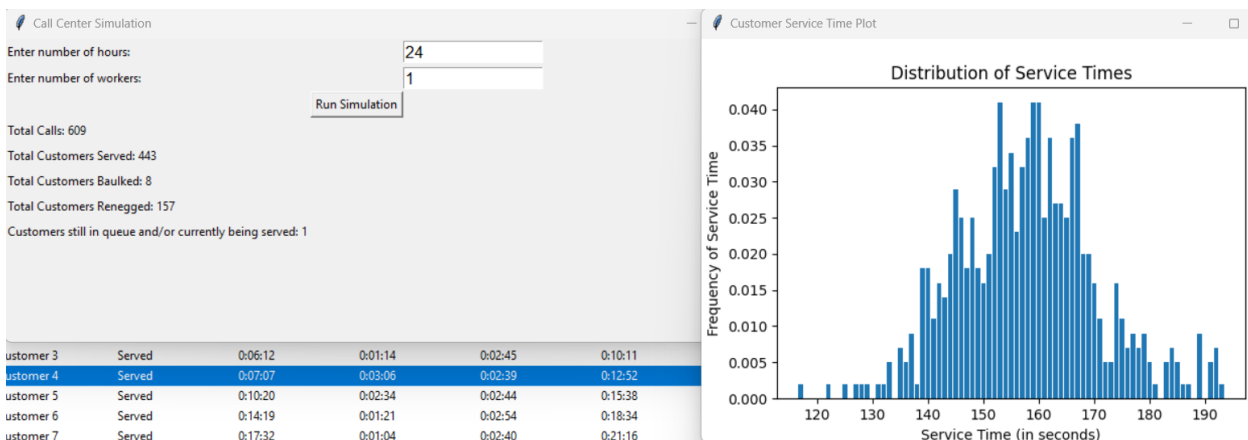 Call Center Simulation
Enter number of hours:
24
Enter number of workers:
1
Run Simulation
Total Calls: 609
Total Customers Served: 443
Total Customers Baulked: 8
Total Customers Renegged: 157
Customers still in queue and/or currently being served: 1
ustomer 3 Served 0:06:12 0:01:14 0:02:45 0:10:11
ustomer 4 Served 0:07:07 0:03:06 0:02:39 0:12:52
ustomer 5 Served 0:10:20 0:02:34 0:02:44 0:15:38
ustomer 6 Served 0:14:19 0:01:21 0:02:54 0:18:34
ustomer 7 Served 0:17:32 0:01:04 0:02:40 0:21:16
Customer Service Time Plot
Distribution of Service Times
Frequency of Service Time
0.040
0.035
0.030
0.025
0.020
0.015
0.010
0.005
0.000
120 130 140 150 160 170 180 190
Service Time (in seconds)